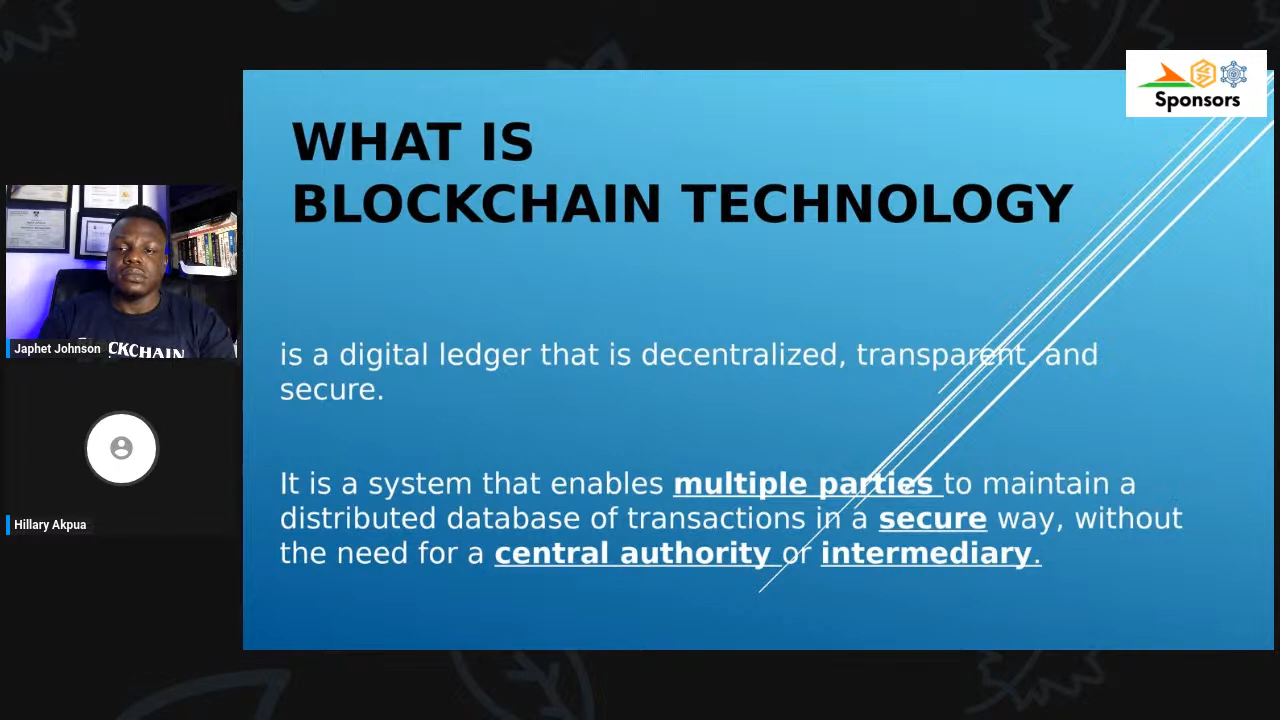 Sponsors
WHAT IS
BLOCKCHAIN TECHNOLOGY
is a digital ledger that is decentralized, transparent, and
secure.
It is a system that enables multiple parties to maintain a
distributed database of transactions in a secure way, without
the need for a central authority or intermediary.
CKCHAIN
Japhet Johnson
Hillary Akpua